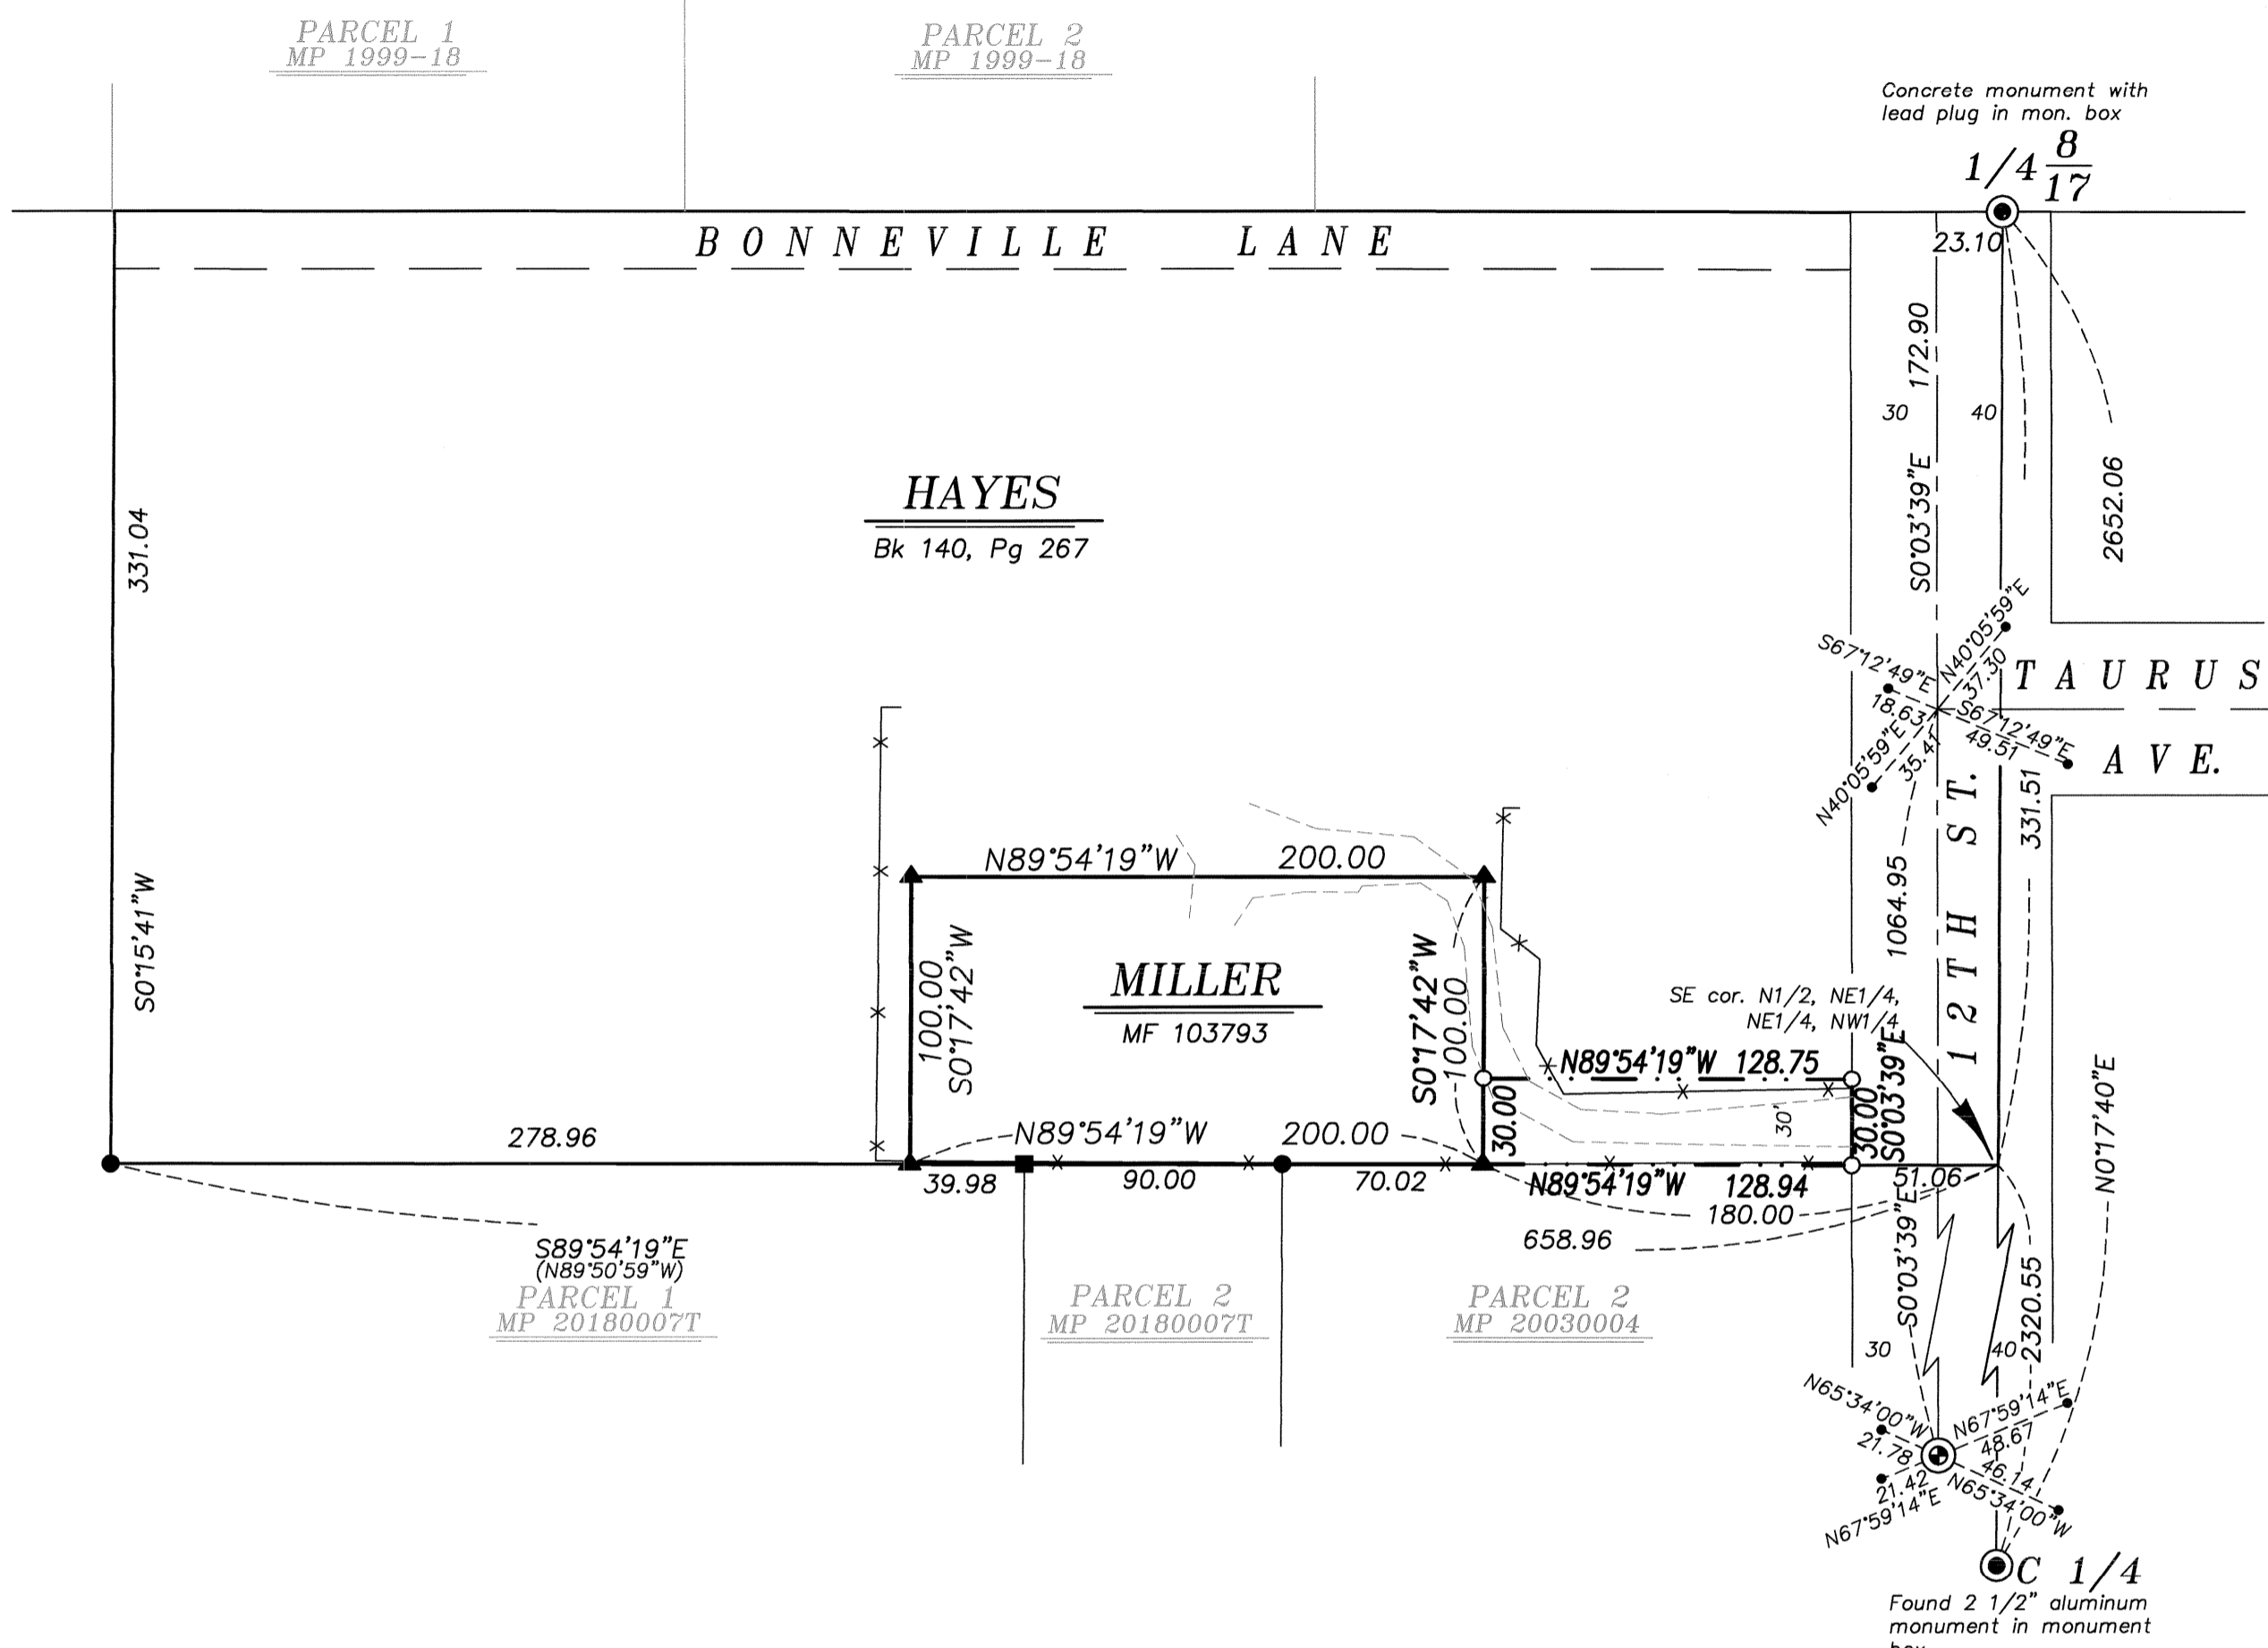 PARCEL 1
MP 1999-18
PARCEL 2
MP 1999-18
Concrete monument with
lead plug in mon. box
1/4 8/17
BONNEVILLE LANE
23.10
172.90
30
40
S0°03'39"E
2652.06
HAYES
Bk 140, Pg 267
331.04
S0°15'41"W
N40°05'59"E
37.30
S67°12'49"E
18.63
S67°12'49"E
49.51
N40°05'59"E
35.41
TAURUS
AVE.
331.51
1064.95
12TH ST.
N89°54'19"W 200.00
100.00
S0°17'42"W
MILLER
MF 103793
S0°17'42"W
100.00
SE cor. N1/2, NE1/4,
NE1/4, NW1/4
N89°54'19"W 128.75
30.00
30'
30.00
S0°03'39"E
N0°17'40"E
278.96
N89°54'19"W 200.00
39.98
90.00
70.02
N89°54'19"W 128.94
51.06
180.00
658.96
S89°54'19"E
(N89°50'59"W)
PARCEL 1
MP 20180007T
PARCEL 2
MP 20180007T
PARCEL 2
MP 20030004
S0°03'39"E
2320.55
30
40
N65°34'00"W
21.78
N67°59'14"E
48.67
21.42
N67°59'14"E
46.14
N65°34'00"W
C 1/4
Found 2 1/2" aluminum
monument in monument